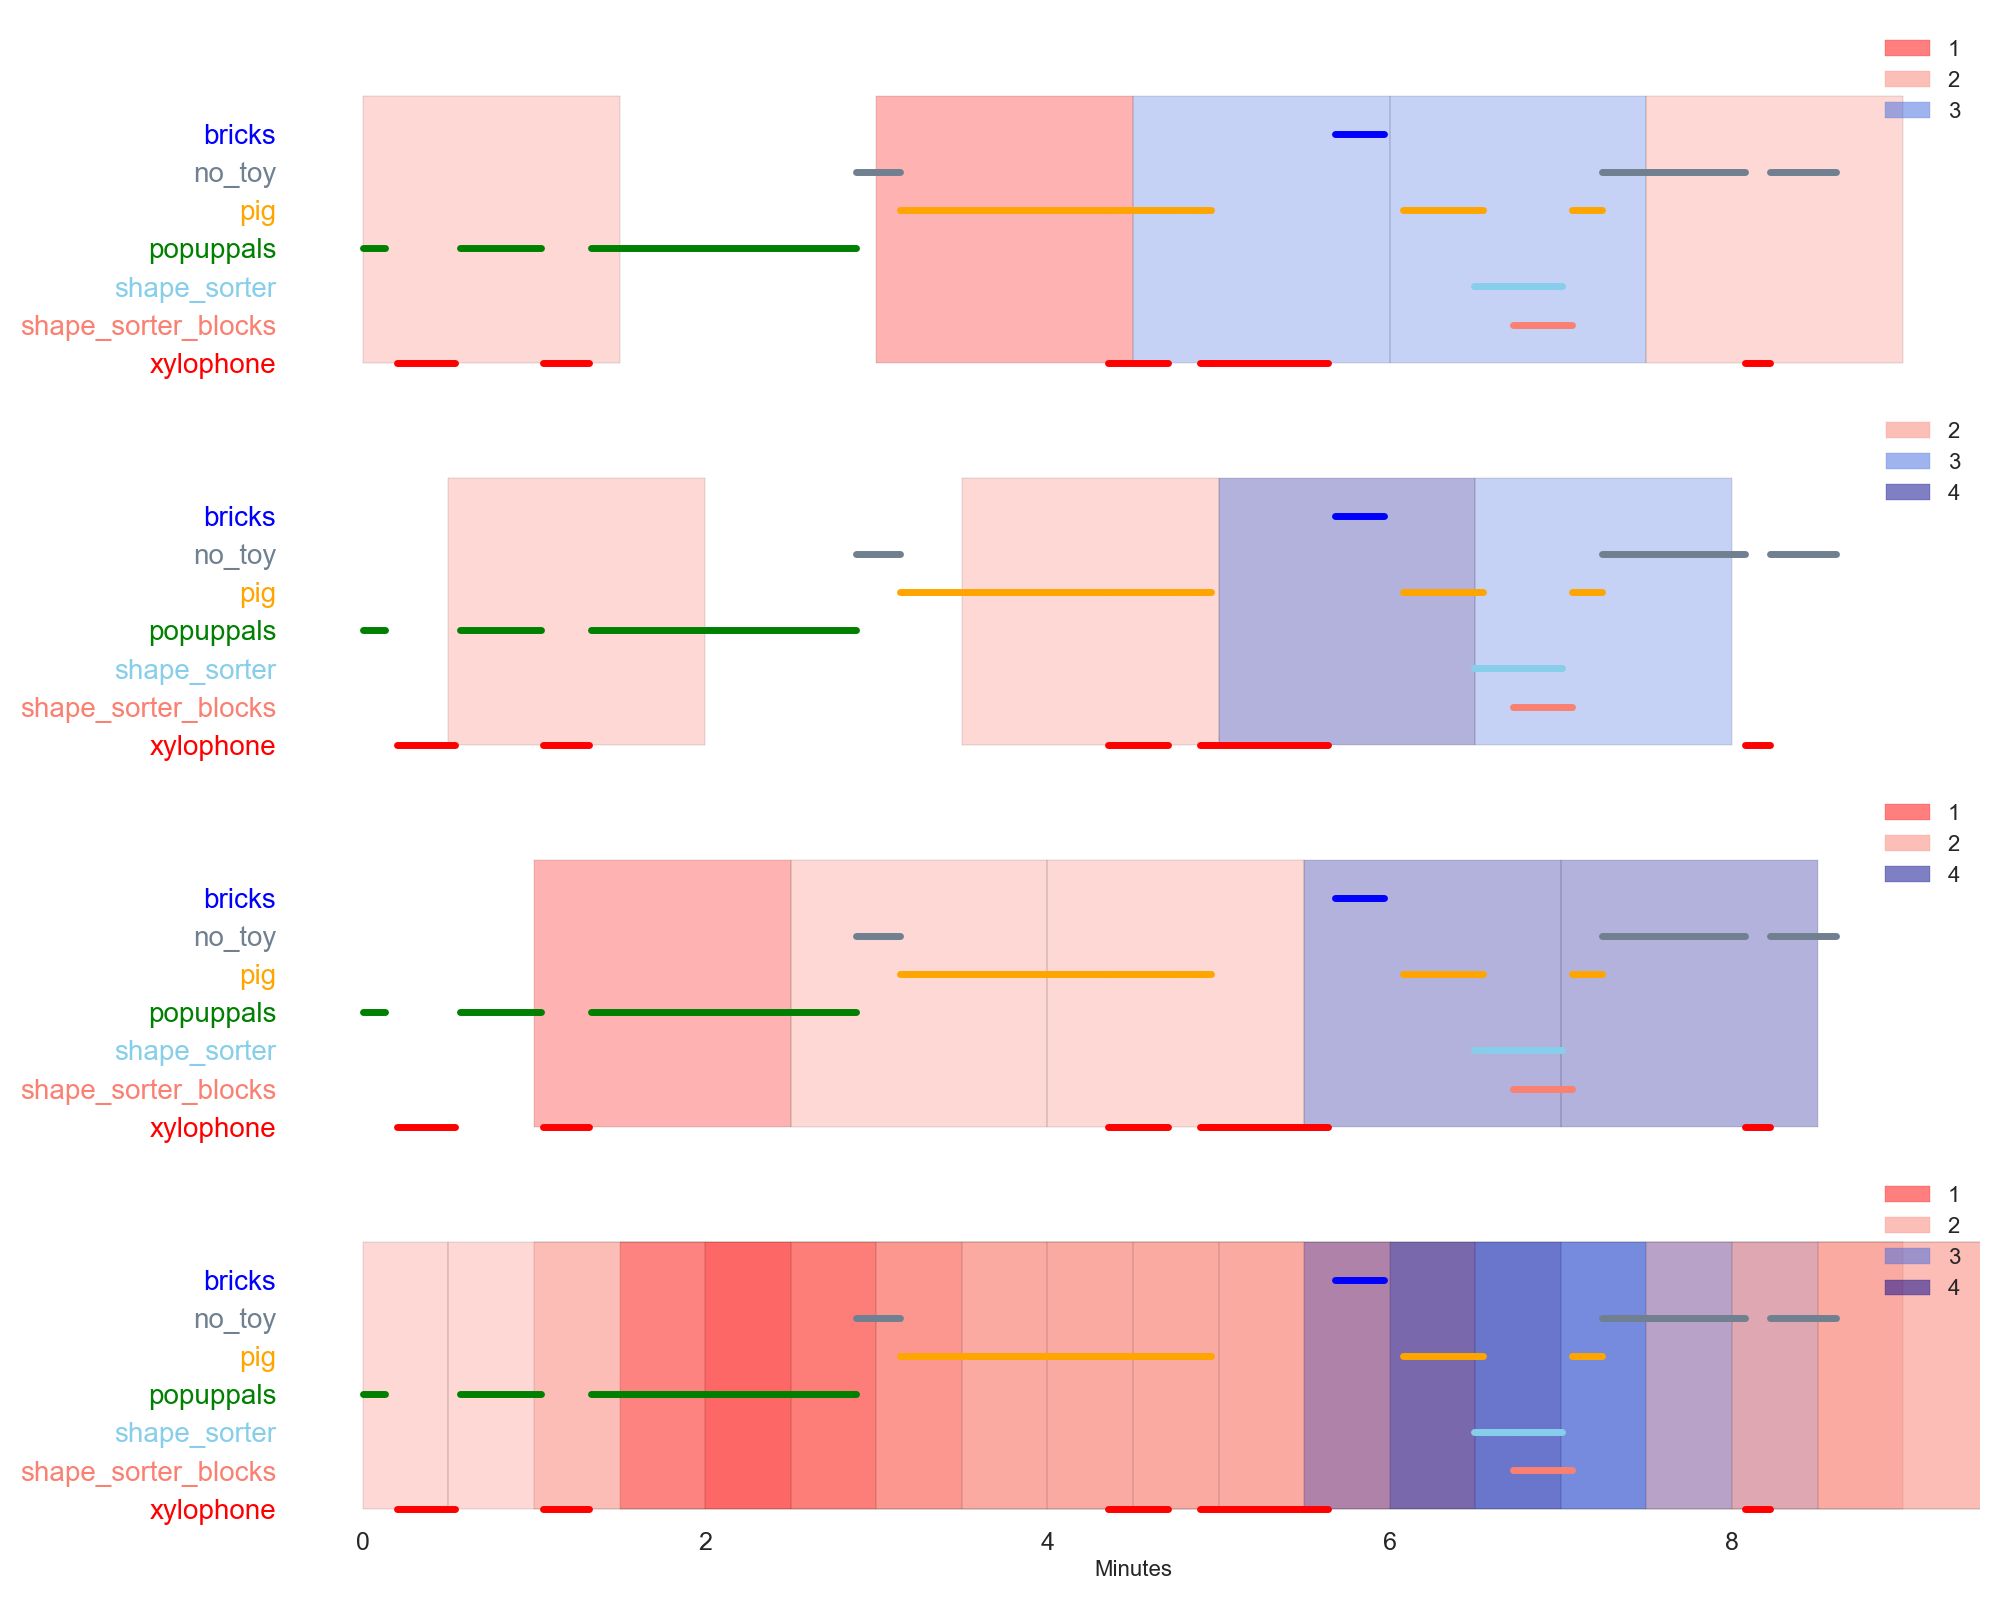 1
2
3
bricks
no_toy
pig
popuppals
shape_sorter
shape_sorter_blocks
xylophone
2
3
4
bricks
no_toy
pig
popuppals
shape_sorter
shape_sorter_blocks
xylophone
1
2
4
bricks
no_toy
pig
popuppals
shape_sorter
shape_sorter_blocks
xylophone
1
2
3
4
bricks
no_toy
pig
popuppals
shape_sorter
shape_sorter_blocks
xylophone
0 2 4 6 8
Minutes